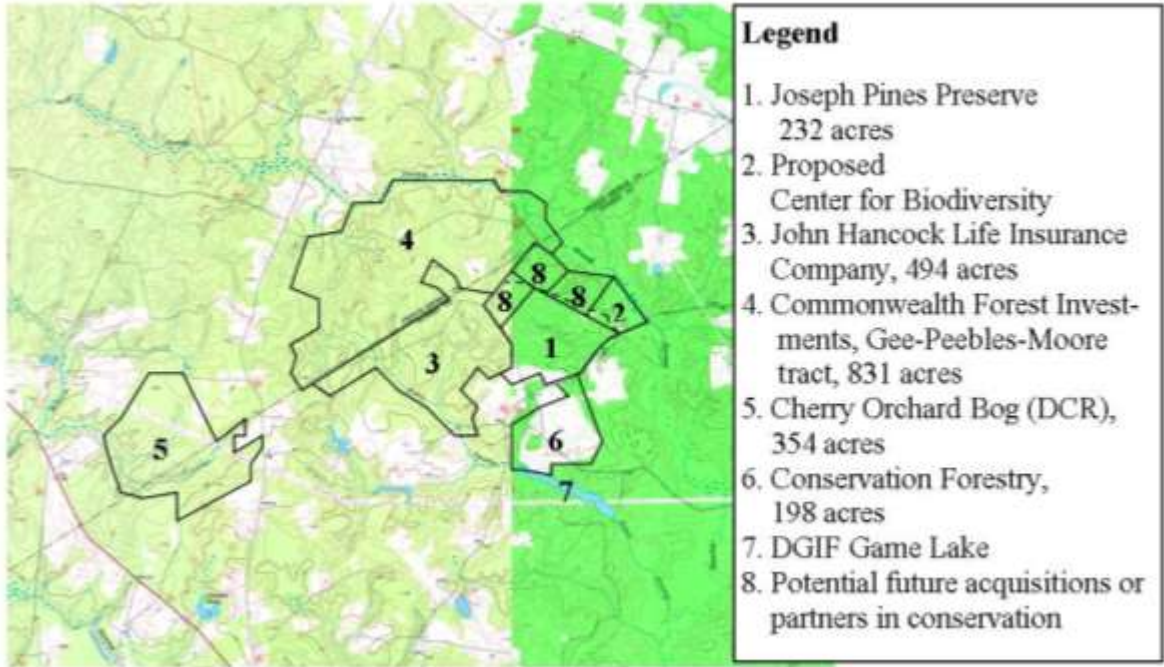 Legend
1. Joseph Pines Preserve
232 acres
2. Proposed
Center for Biodiversity
3. John Hancock Life Insurance
Company, 494 acres
4. Commonwealth Forest Invest-
ments, Gee-Peebles-Moore
tract, 831 acres
5. Cherry Orchard Bog (DCR),
354 acres
6. Conservation Forestry,
198 acres
7. DGIF Game Lake
8. Potential future acquisitions or
partners in conservation
4
8
8
8
2
1
3
5
6
7